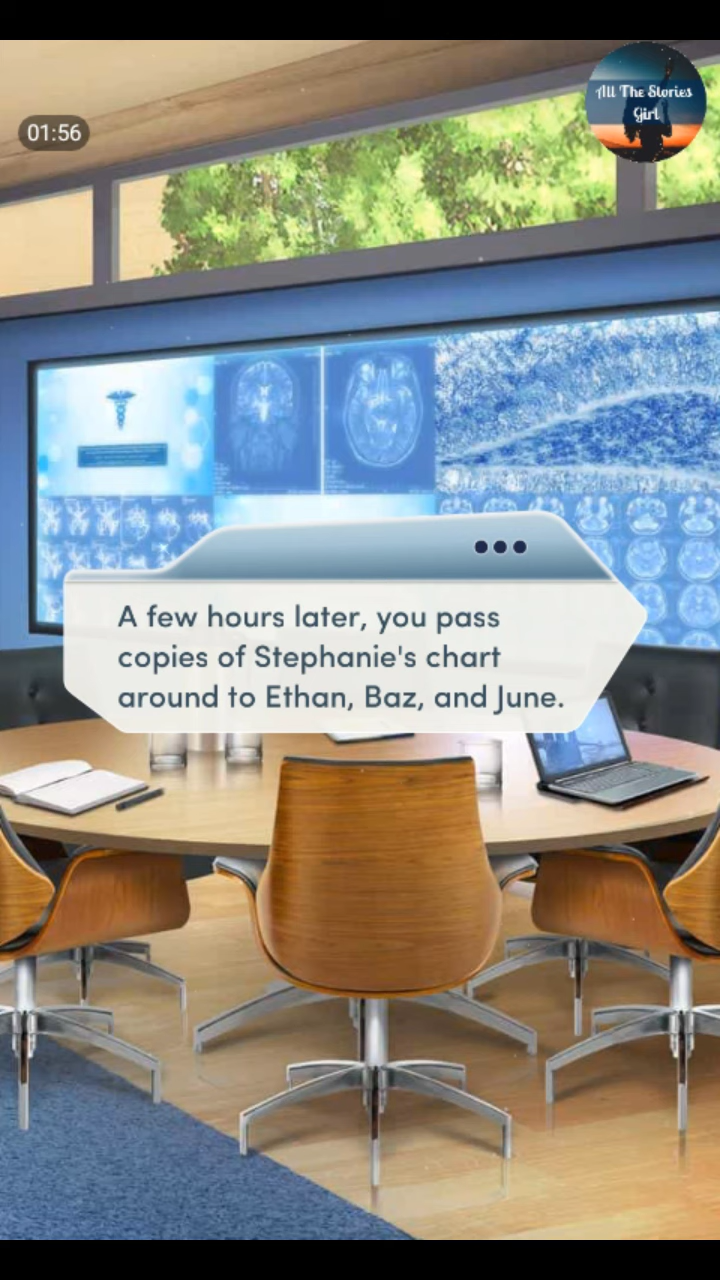 All The Stories
Girl
01:56
A few hours later, you pass
copies of Stephanie's chart
around to Ethan, Baz, and June.